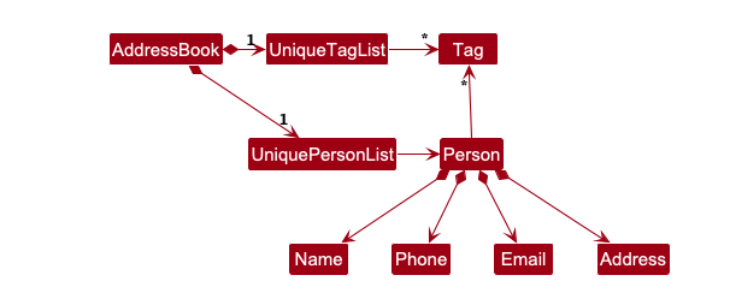 AddressBook 1 UniqueTagList * Tag
*
1
UniquePersonList Person
Name Phone Email Address